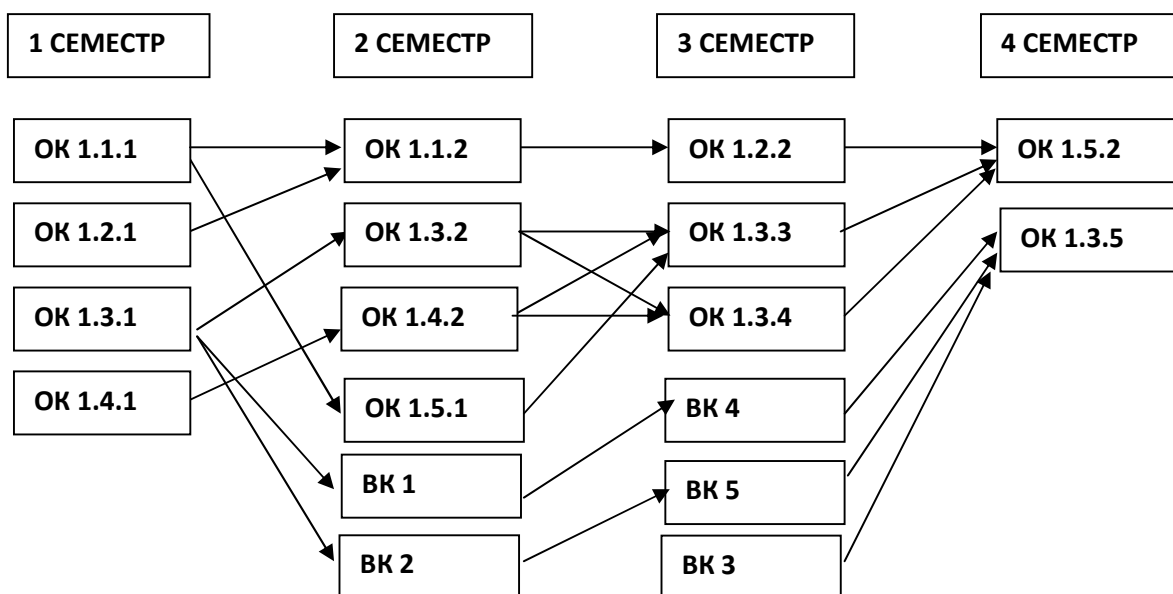 1 СЕМЕСТР 2 СЕМЕСТР 3 СЕМЕСТР 4 СЕМЕСТР
ОК 1.1.1 ОК 1.1.2 ОК 1.2.2 ОК 1.5.2
ОК 1.2.1 ОК 1.3.2 ОК 1.3.3 ОК 1.3.5
ОК 1.3.1 ОК 1.4.2 ОК 1.3.4
ОК 1.4.1 ОК 1.5.1 ВК 4
ВК 1 ВК 5
ВК 2 ВК 3